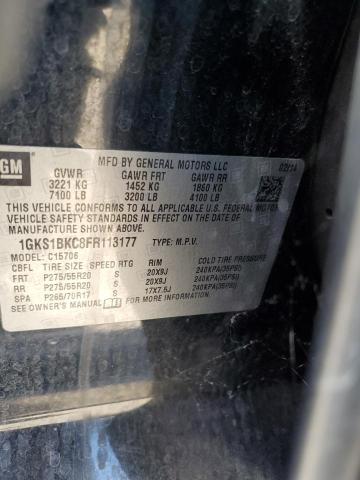 GM
MFD BY GENERAL MOTORS LLC 02/14
GVWR GAWR FRT GAWR RR
3221 KG 1452 KG 1860 KG
7100 LB 3200 LB 4100 LB
THIS VEHICLE CONFORMS TO ALL APPLICABLE U.S. FEDERAL MOTOR
VEHICLE SAFETY STANDARDS IN EFFECT ON THE DATE OF
MANUFACTURE SHOWN ABOVE.
1GKS1BKC8FR113177 TYPE: M.P.V.
MODEL: C15706
CBFL TIRE SIZE SPEED RTG RIM COLD TIRE PRESSURE
FRT P275/55R20 S 20X9J 240KPA(35PSI)
RR P275/55R20 S 20X9J 240KPA(35PSI)
SPA P265/70R17 S 17X7.5J 240KPA(35PSI)
SEE OWNER'S MANUAL